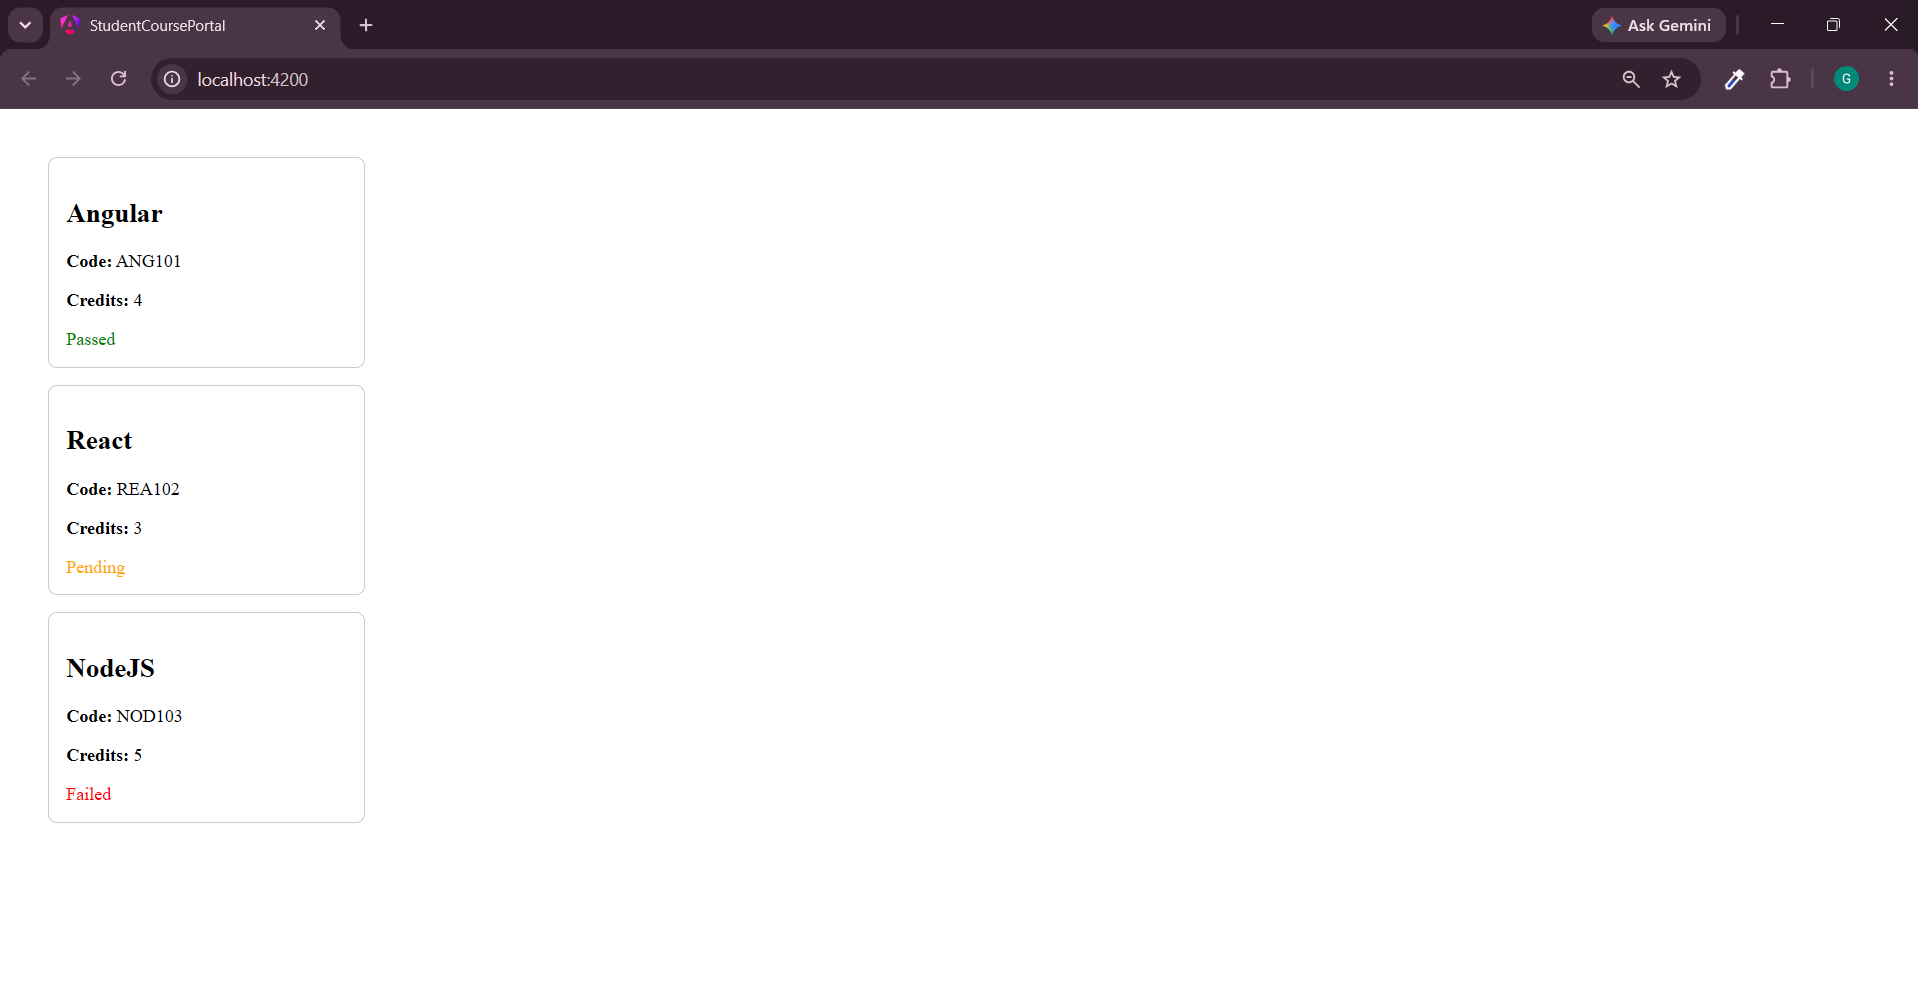 StudentCoursePortal
Ask Gemini
localhost:4200
G
Angular
Code: ANG101
Credits: 4
Passed
React
Code: REA102
Credits: 3
Pending
NodeJS
Code: NOD103
Credits: 5
Failed